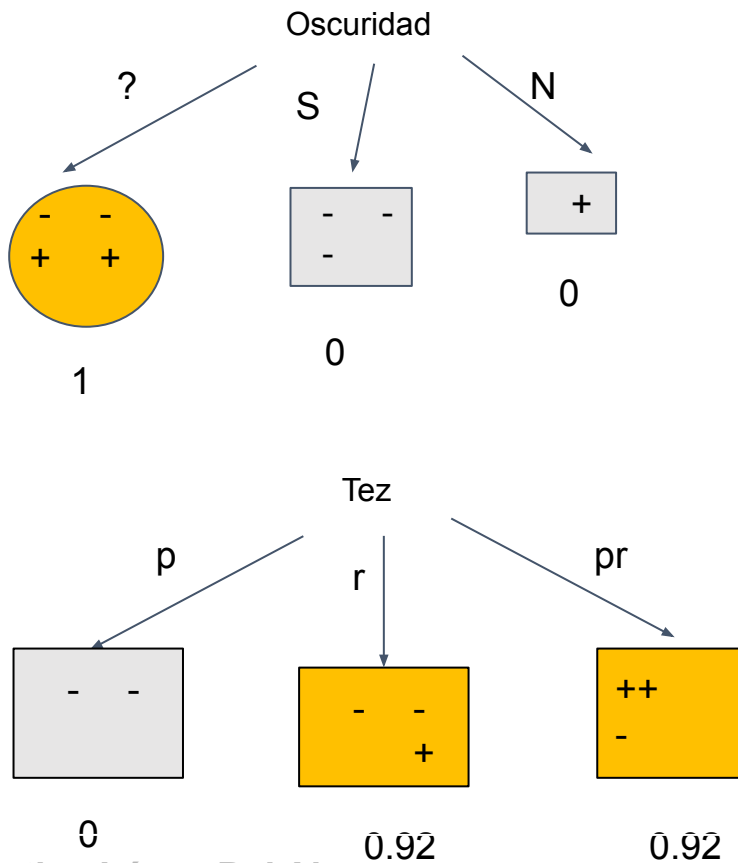 Oscuridad
? S N
- - - - +
+ + -
0
0
1
Tez
p r pr
- - - - ++
+ -
0 0.92 0.92